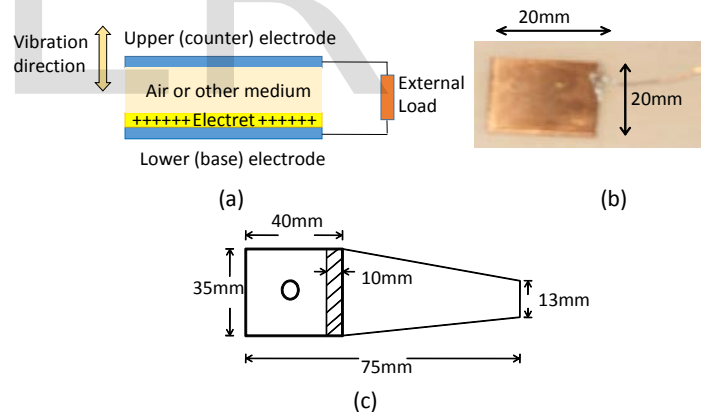 Vibration
direction
Upper (counter) electrode
Air or other medium
++++++Electret ++++++
Lower (base) electrode
External
Load
(a)
20mm
20mm
(b)
40mm
35mm
10mm
13mm
75mm
(c)